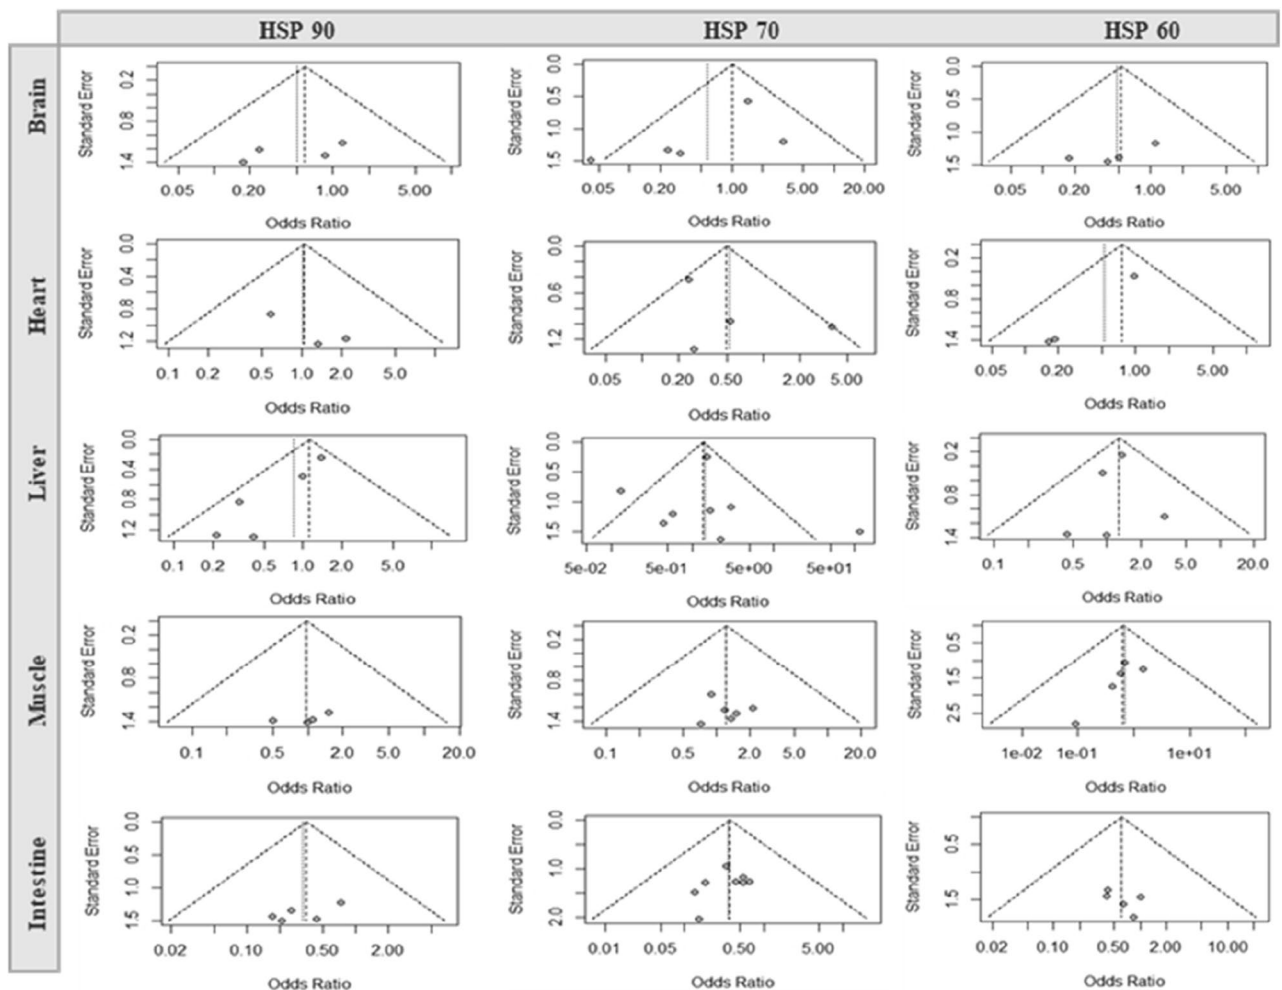 HSP 90 HSP 70 HSP 60
Brain
Standard Error
0.2 0.8 1.4
0.05 0.20 1.00 5.00
Odds Ratio
Standard Error
0.0 0.5 1.0 1.5
0.05 0.20 1.00 5.00 20.00
Odds Ratio
Standard Error
0.0 0.5 1.0 1.5
0.05 0.20 1.00 5.00
Odds Ratio
Heart
Standard Error
0.0 0.4 0.8 1.2
0.1 0.2 0.5 1.0 2.0 5.0
Odds Ratio
Standard Error
0.0 0.6 1.2
0.05 0.20 0.50 2.00 5.00
Odds Ratio
Standard Error
0.2 0.8 1.4
0.05 0.20 1.00 5.00
Odds Ratio
Liver
Standard Error
0.0 0.4 0.8 1.2
0.1 0.2 0.5 1.0 2.0 5.0
Odds Ratio
Standard Error
0.0 0.5 1.0 1.5
5e-02 5e-01 5e+00 5e+01
Odds Ratio
Standard Error
0.2 0.8 1.4
0.1 0.5 2.0 5.0 20.0
Odds Ratio
Muscle
Standard Error
0.2 0.8 1.4
0.1 0.5 2.0 5.0 20.0
Odds Ratio
Standard Error
0.2 0.8 1.4
0.1 0.5 2.0 5.0 20.0
Odds Ratio
Standard Error
0.5 1.5 2.5
1e-02 1e-01 1e+01
Odds Ratio
Intestine
Standard Error
0.0 0.5 1.0 1.5
0.02 0.10 0.50 2.00
Odds Ratio
Standard Error
0.0 1.0 2.0
0.01 0.05 0.50 5.00
Odds Ratio
Standard Error
0.5 1.5
0.02 0.10 0.50 2.00 10.00
Odds Ratio